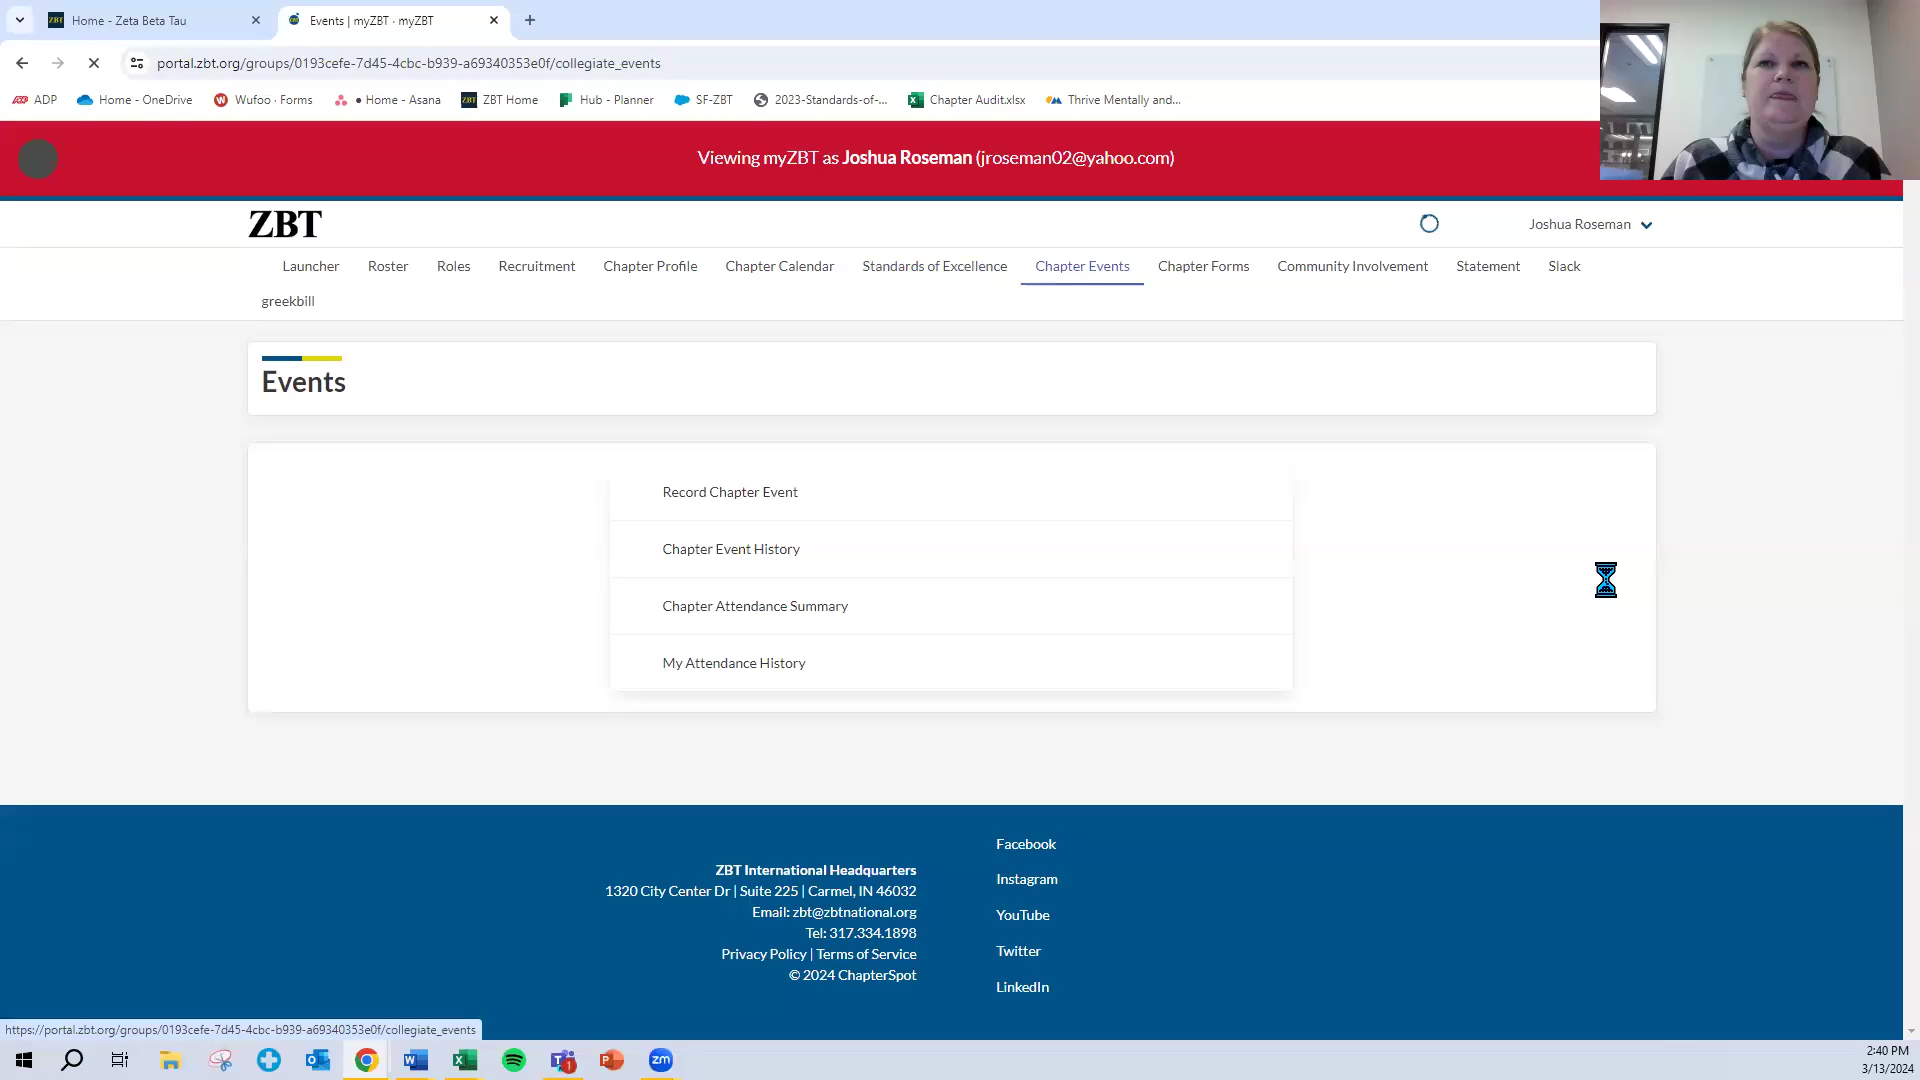 Home - Zeta Beta Tau
Events | myZBT · myZBT
portal.zbt.org/groups/0193cefe-7d45-4cbc-b939-a69340353e0f/collegiate_events
ADP Home - OneDrive Wufoo · Forms ● Home - Asana ZBT Home Hub - Planner SF-ZBT 2023-Standards-of-... Chapter Audit.xlsx Thrive Mentally and...
Viewing myZBT as Joshua Roseman (jroseman02@yahoo.com)
ZBT
Joshua Roseman
Launcher Roster Roles Recruitment Chapter Profile Chapter Calendar Standards of Excellence Chapter Events Chapter Forms Community Involvement Statement Slack
greekbill
Events
Record Chapter Event
Chapter Event History
Chapter Attendance Summary
My Attendance History
ZBT International Headquarters
1320 City Center Dr | Suite 225 | Carmel, IN 46032
Email: zbt@zbtnational.org
Tel: 317.334.1898
Privacy Policy | Terms of Service
© 2024 ChapterSpot
Facebook
Instagram
YouTube
Twitter
LinkedIn
https://portal.zbt.org/groups/0193cefe-7d45-4cbc-b939-a69340353e0f/collegiate_events
2:40 PM
3/13/2024